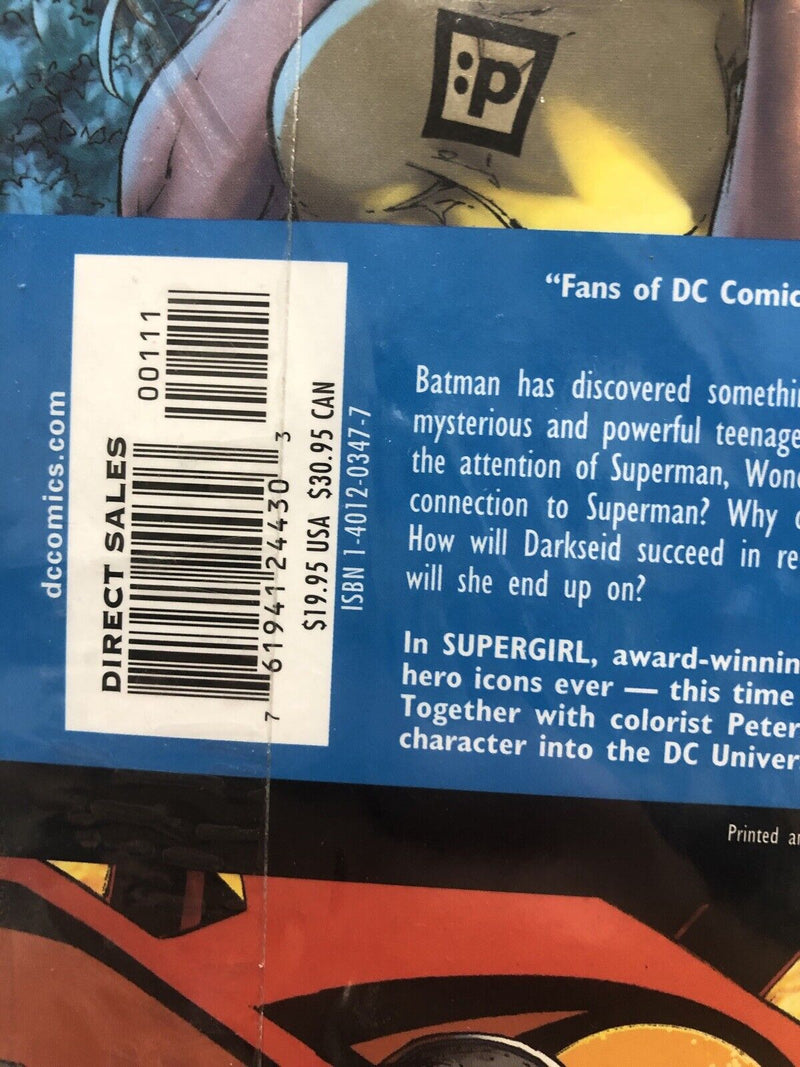 :p
dccomics.com
DIRECT SALES
00111
7 61941 24430 3
$19.95 USA $30.95 CAN
ISBN 1-4012-0347-7
“Fans of DC Comic
Batman has discovered somethi
mysterious and powerful teenage
the attention of Superman, Won
connection to Superman? Why
How will Darkseid succeed in re
will she end up on?
In SUPERGIRL, award-winnin
hero icons ever — this time
Together with colorist Peter
character into the DC Univer
Printed a